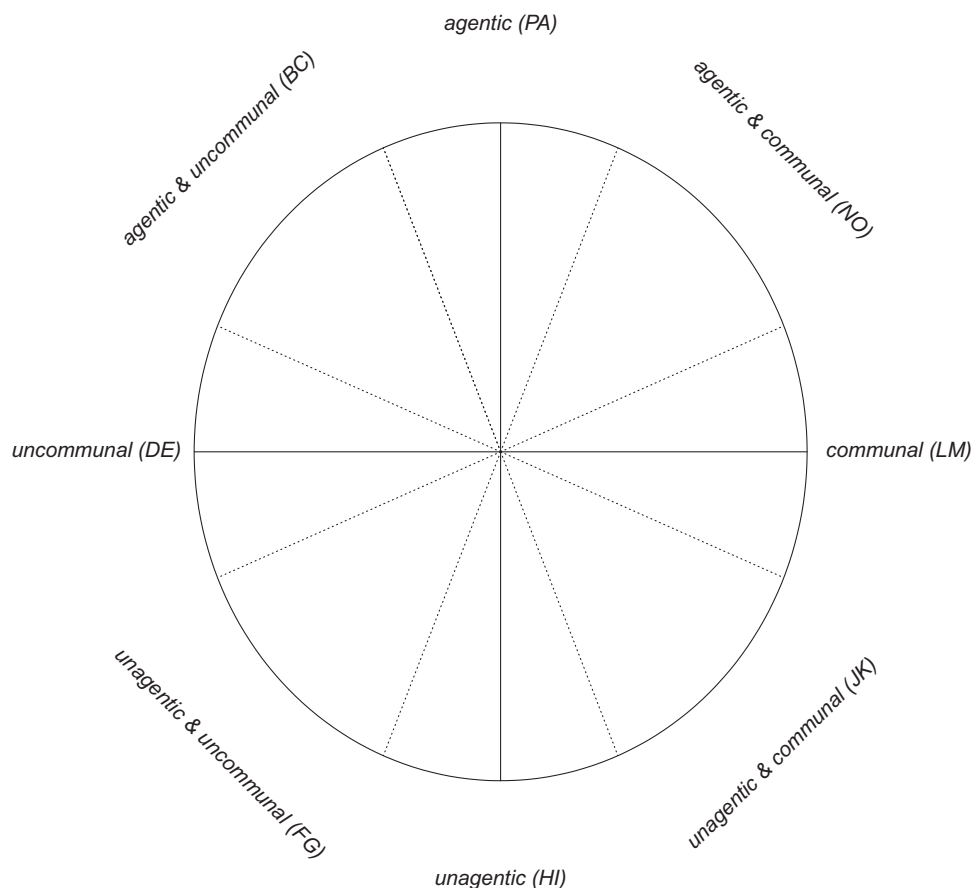 agentic (PA)
agentic & uncommunal (BC)
agentic & communal (NO)
uncommunal (DE)
communal (LM)
unagentic & uncommunal (FG)
unagentic & communal (JK)
unagentic (HI)